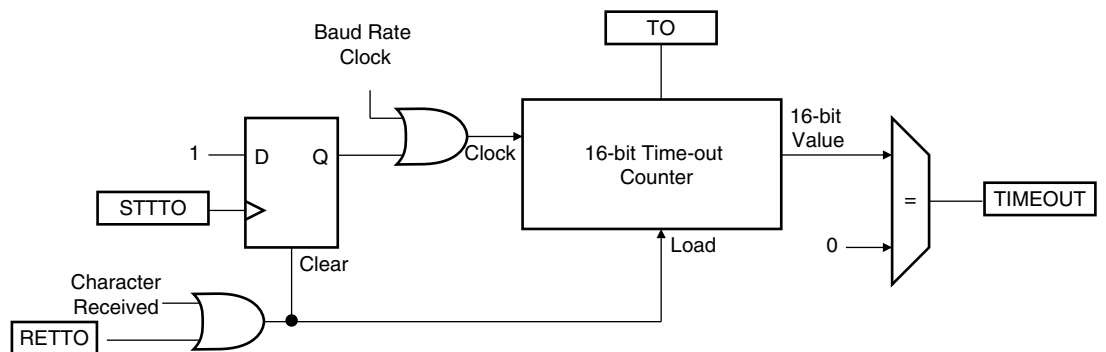 TO
Baud Rate
Clock
16-bit
Value
1
D
Q
Clock
16-bit Time-out
Counter
STTTO
=
TIMEOUT
Clear
Load
0
Character
Received
RETTO